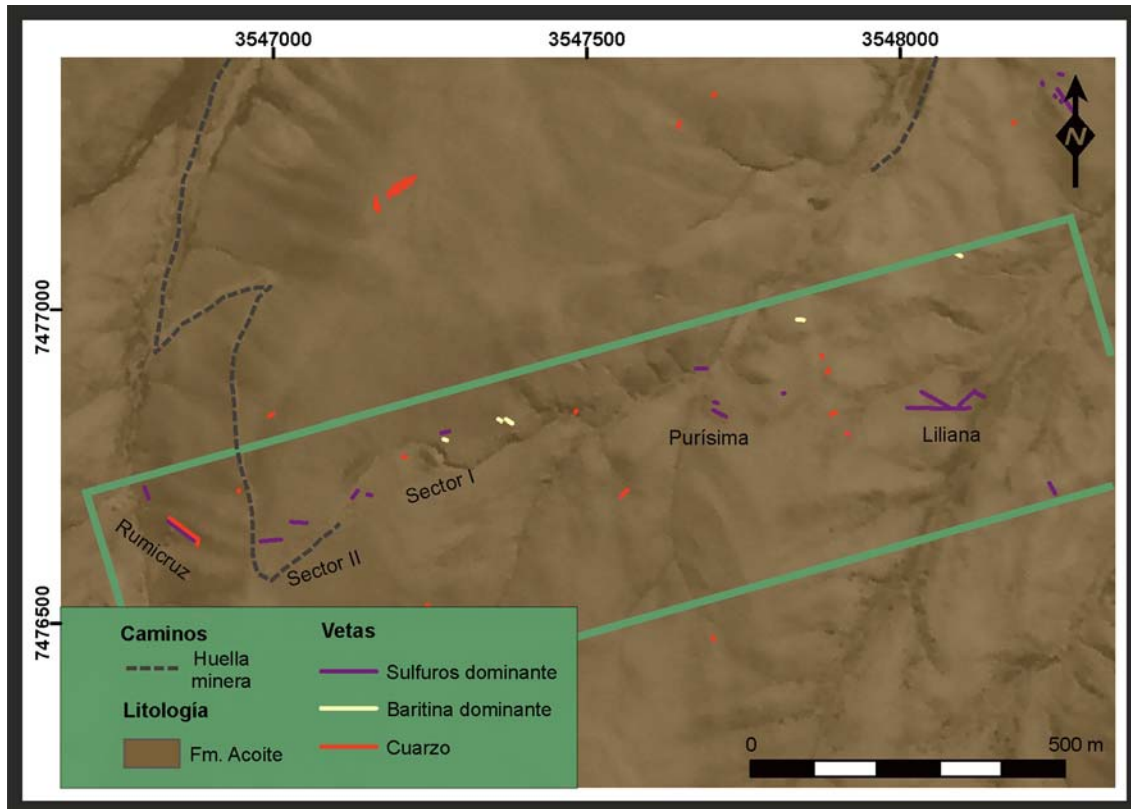 3547000 3547500 3548000
N
7477000
7476500
Purísima
Liliana
Sector I
Rumicruz
Sector II
Caminos
Huella
minera
Litología
Fm. Acoite
Vetas
Sulfuros dominante
Baritina dominante
Cuarzo
0 500 m